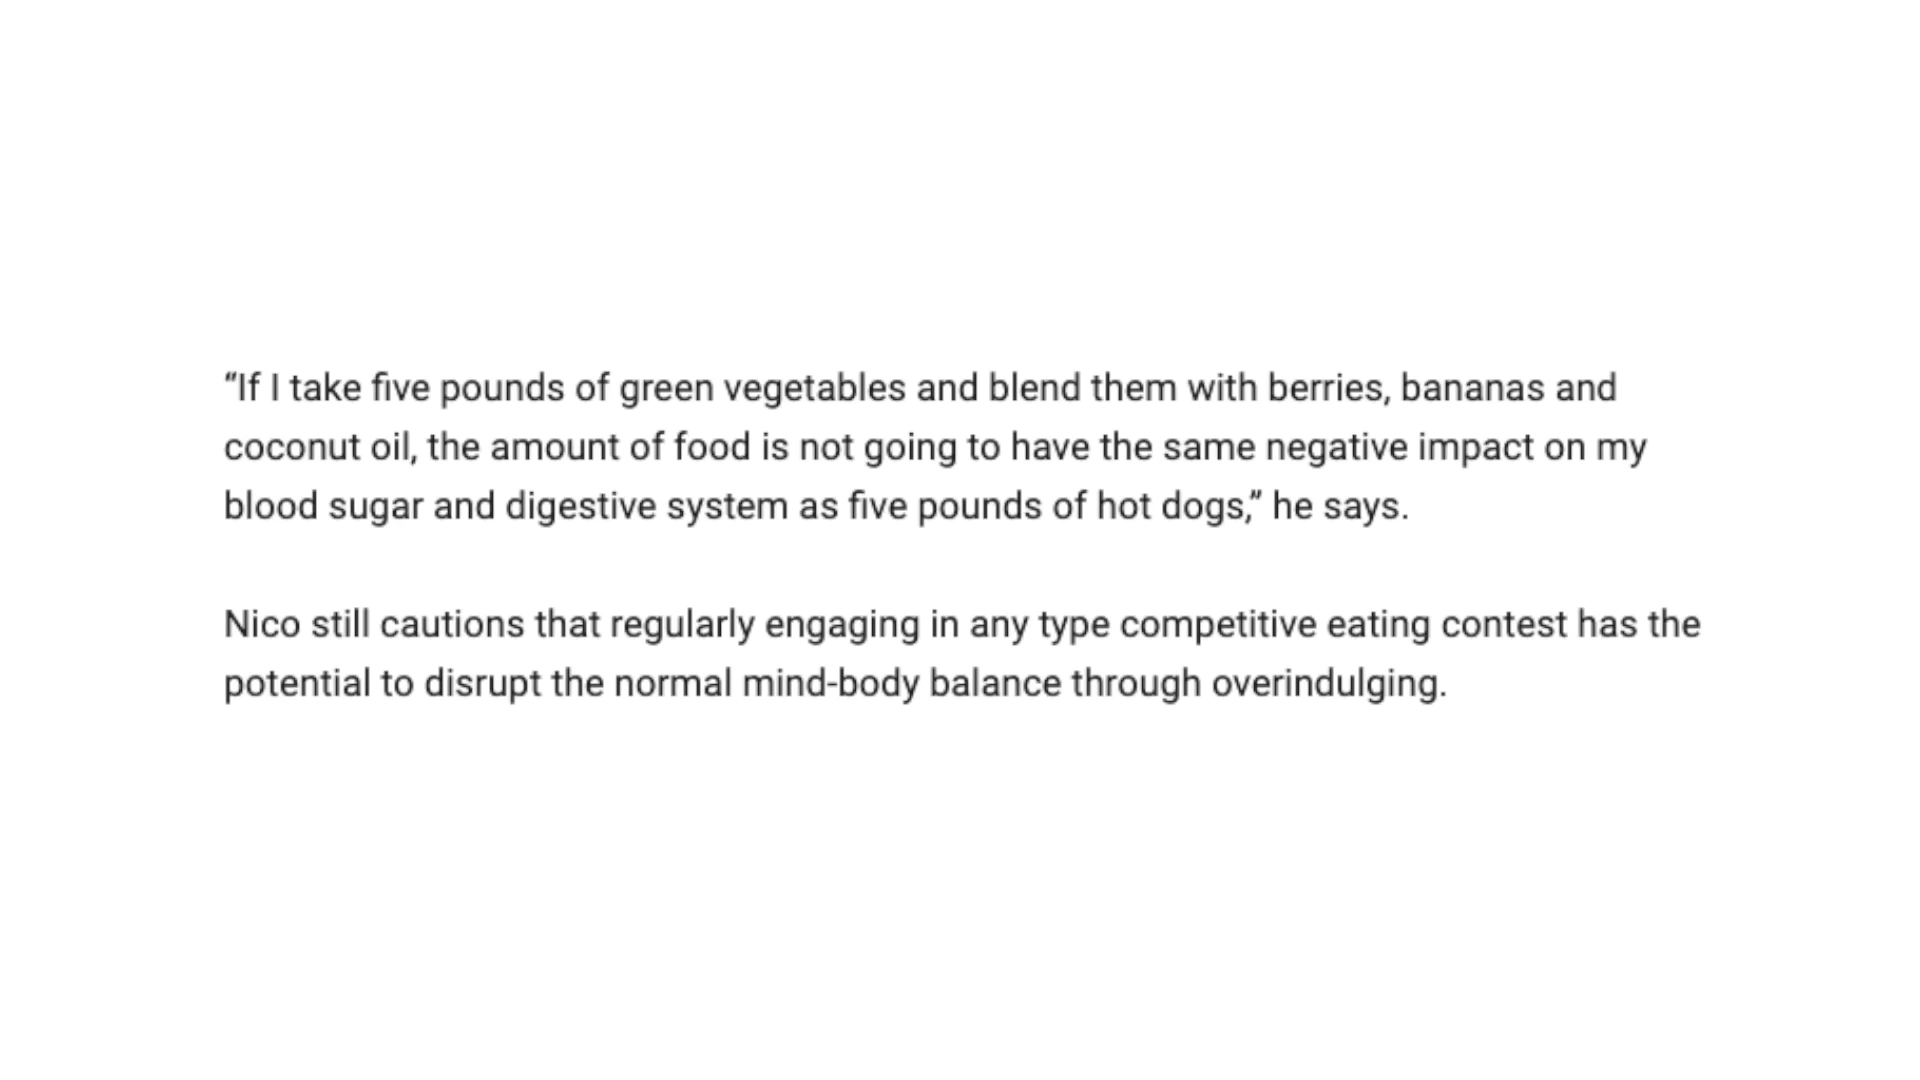 “If I take five pounds of green vegetables and blend them with berries, bananas and
coconut oil, the amount of food is not going to have the same negative impact on my
blood sugar and digestive system as five pounds of hot dogs,” he says.
Nico still cautions that regularly engaging in any type competitive eating contest has the
potential to disrupt the normal mind-body balance through overindulging.